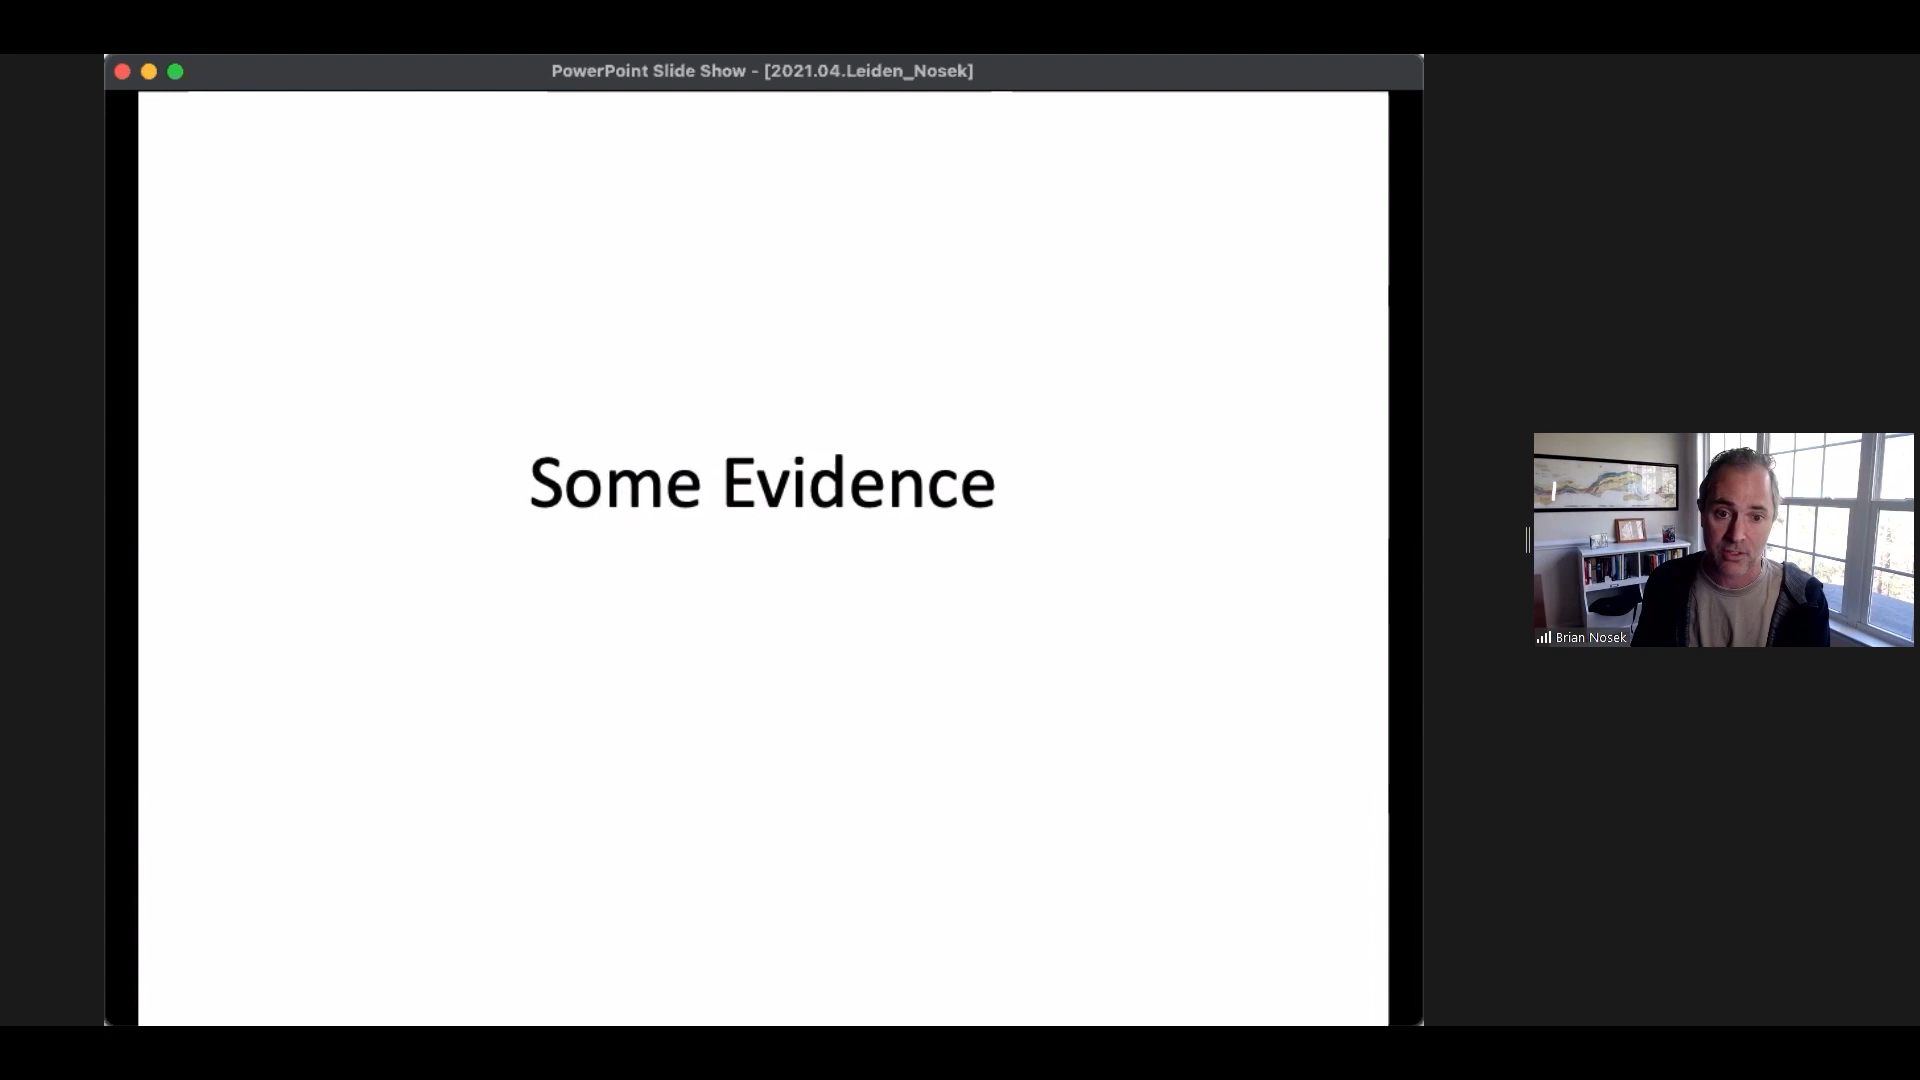 PowerPoint Slide Show - [2021.04.Leiden_Nosek]
Some Evidence
Brian Nosek